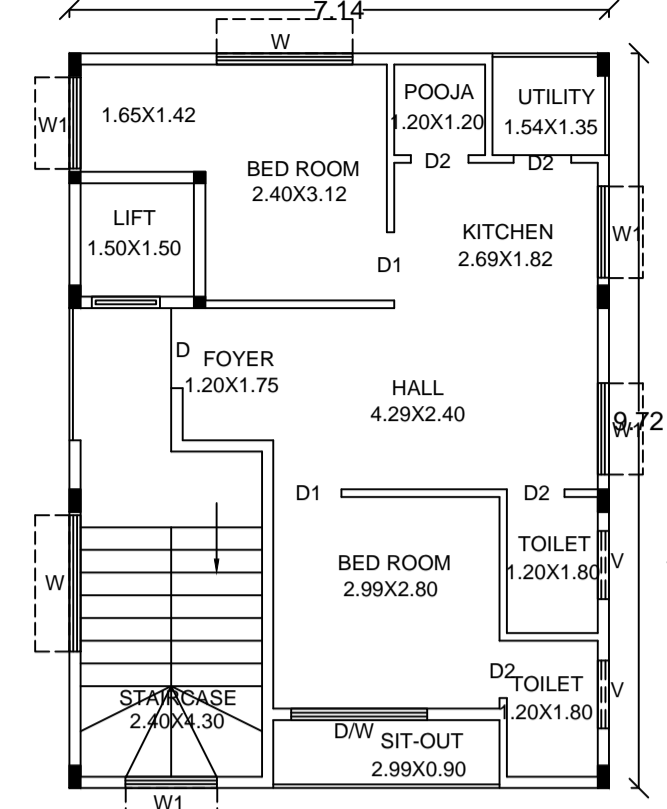 7.14
W
W1
1.65X1.42
POOJA
1.20X1.20
UTILITY
1.54X1.35
D2
D2
BED ROOM
2.40X3.12
LIFT
1.50X1.50
KITCHEN
2.69X1.82
W1
D1
D
FOYER
1.20X1.75
HALL
4.29X2.40
9.72
W1
D1
D2
BED ROOM
2.99X2.80
TOILET
1.20X1.80
V
W
D2
TOILET
1.20X1.80
V
STAIRCASE
2.40X4.30
D/W
SIT-OUT
2.99X0.90
W1